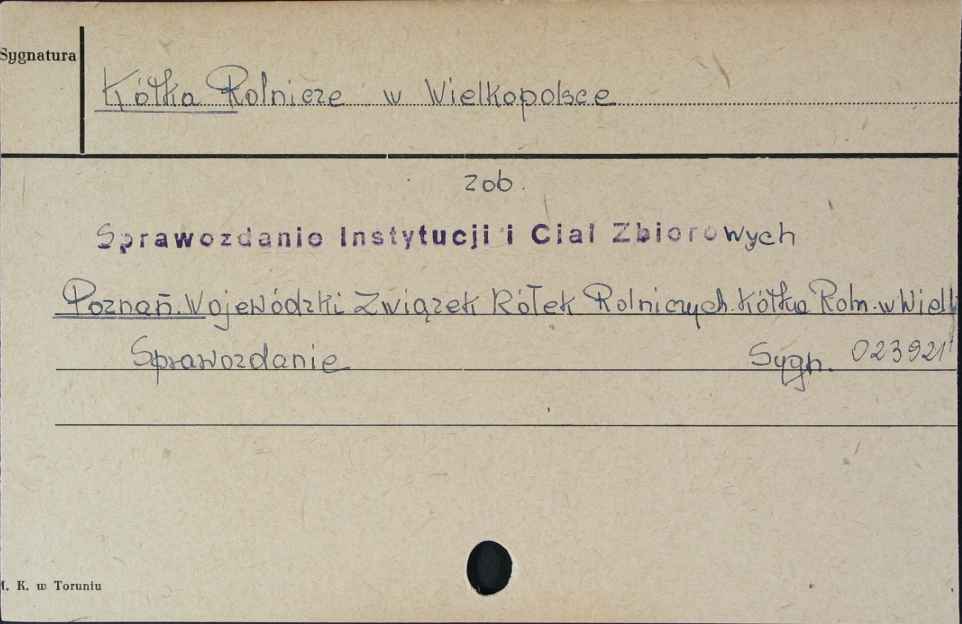 Sygnatura
Kółka Rolnicze w Wielkopolsce
zob.
Sprawozdanie Instytucji i Ciał Zbiorowych
Poznań. Wojewódzki Związek Kółek Rolniczych. Kółka Roln. w Wielk
Sprawozdanie Sygn. 023921
M. K. w Toruniu